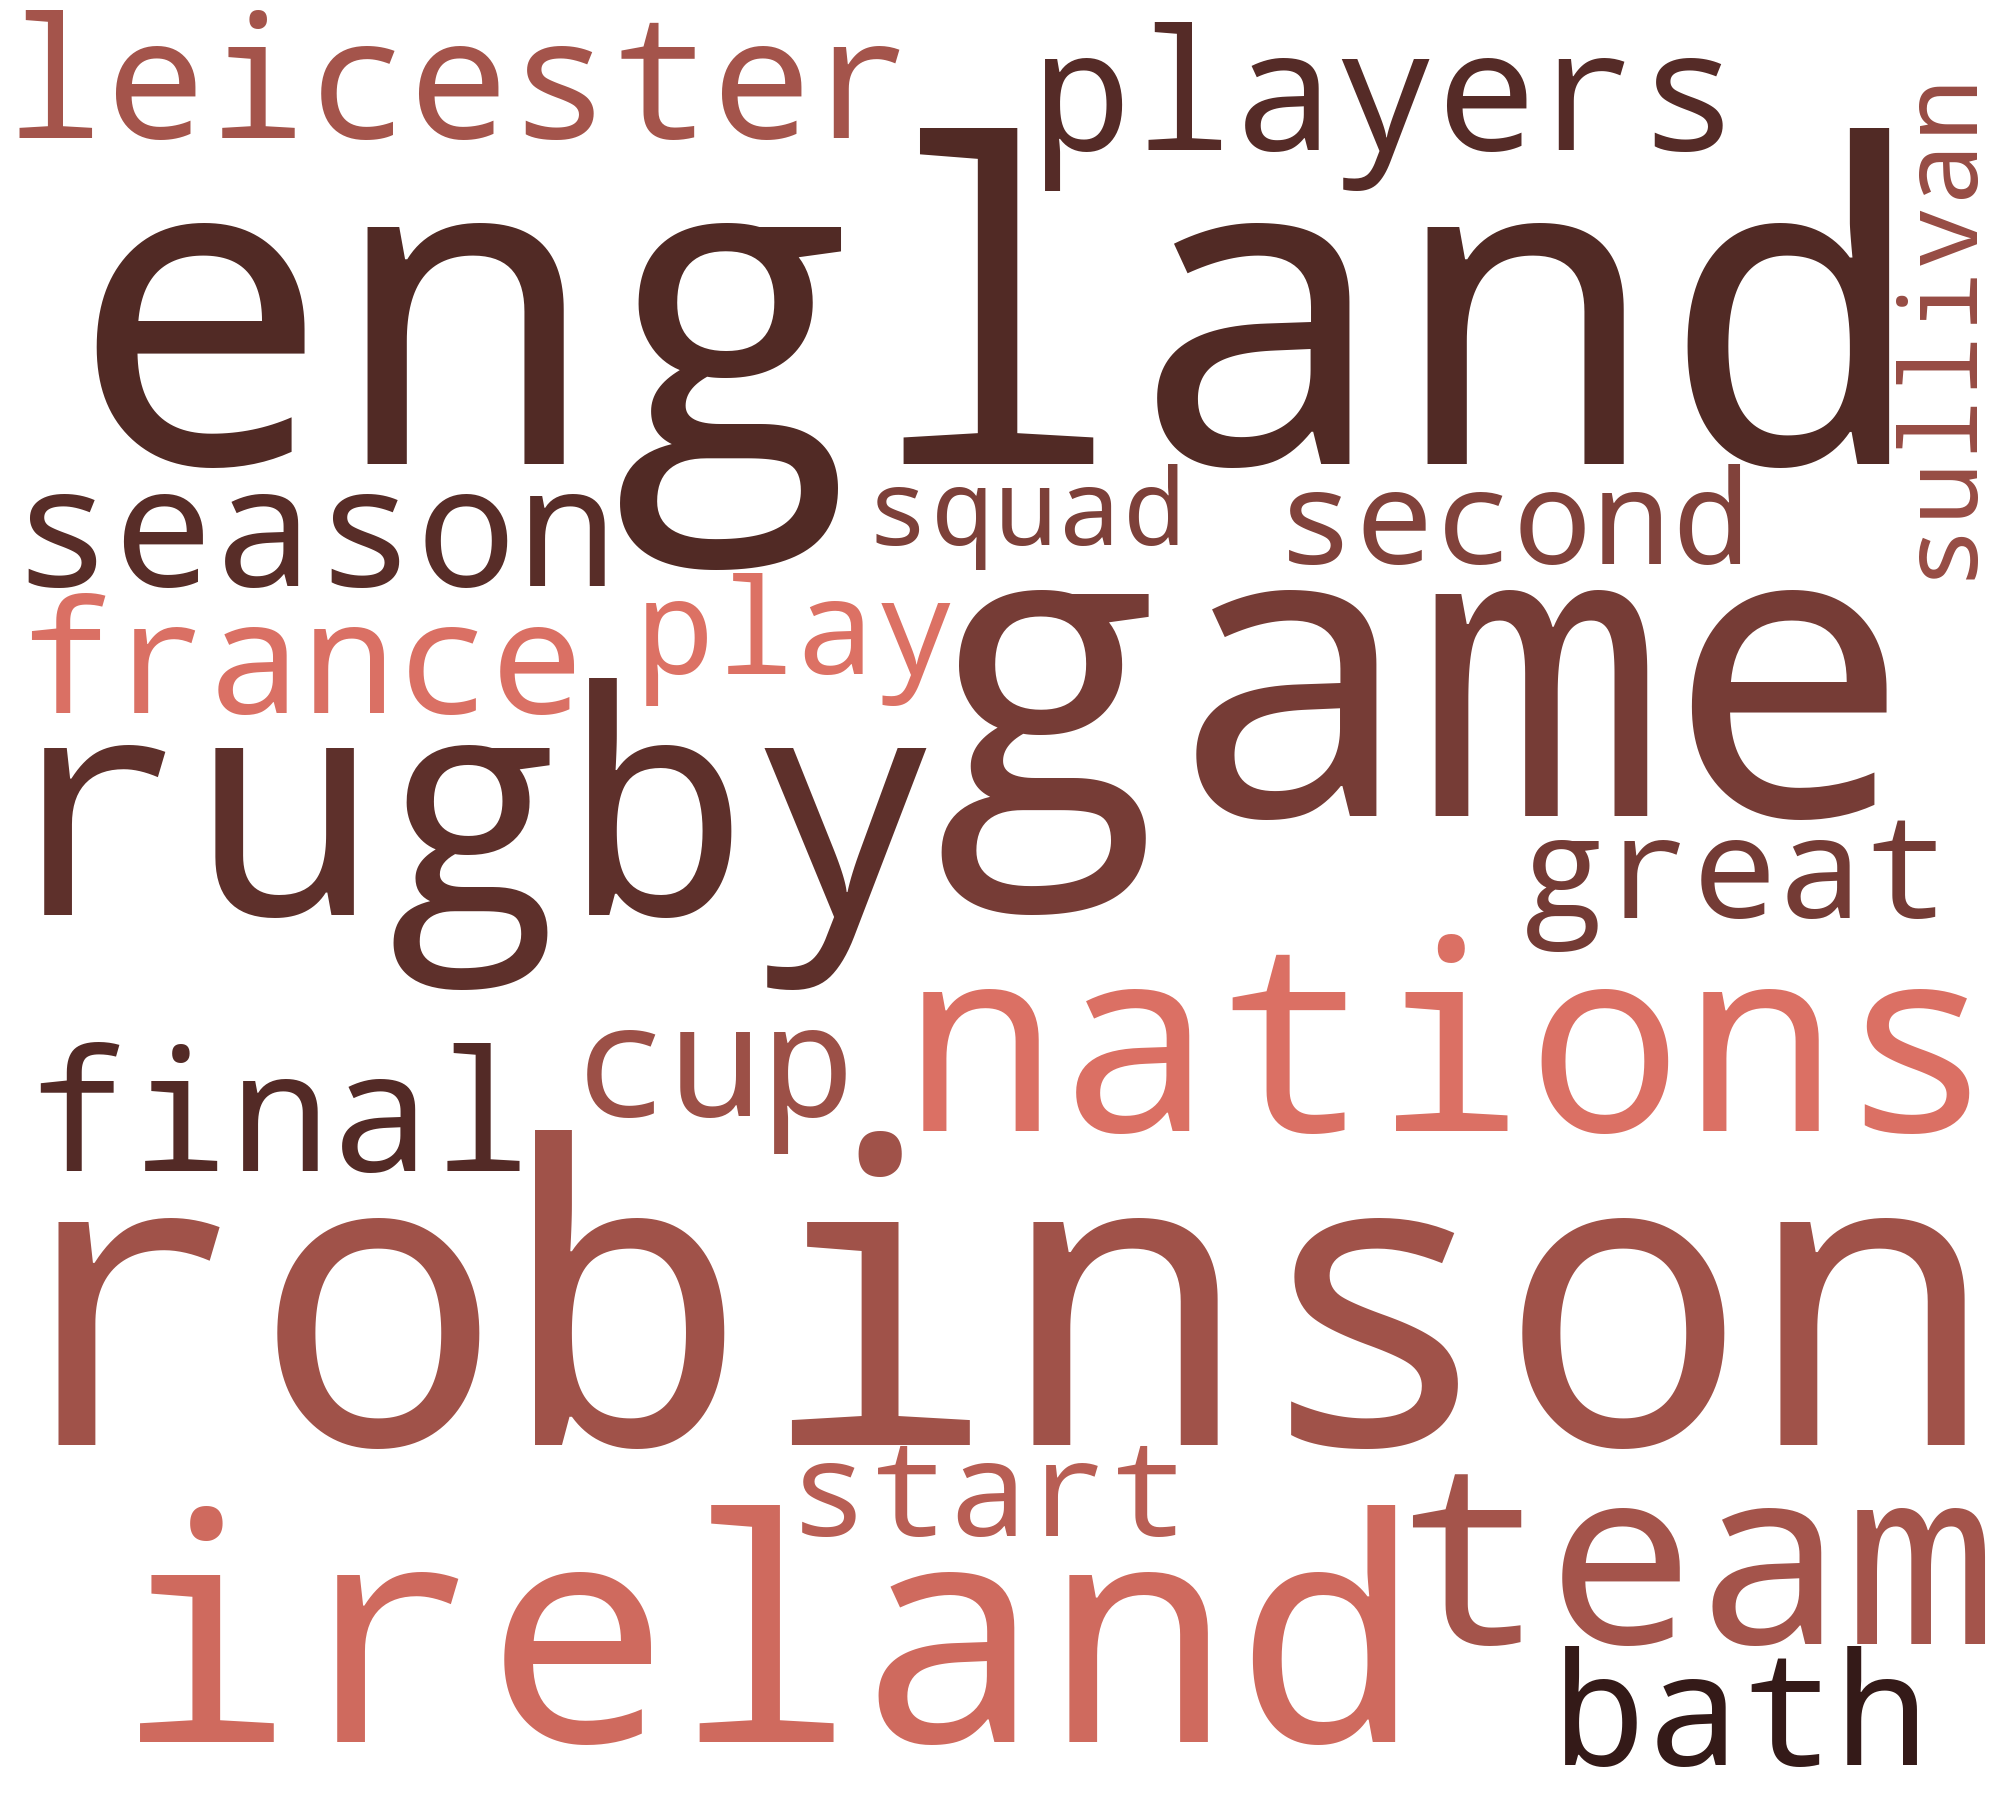 leicester
players
england
sullivan
season
squad
second
france
play
game
rugby
great
nations
cup
final
robinson
start
team
ireland
bath